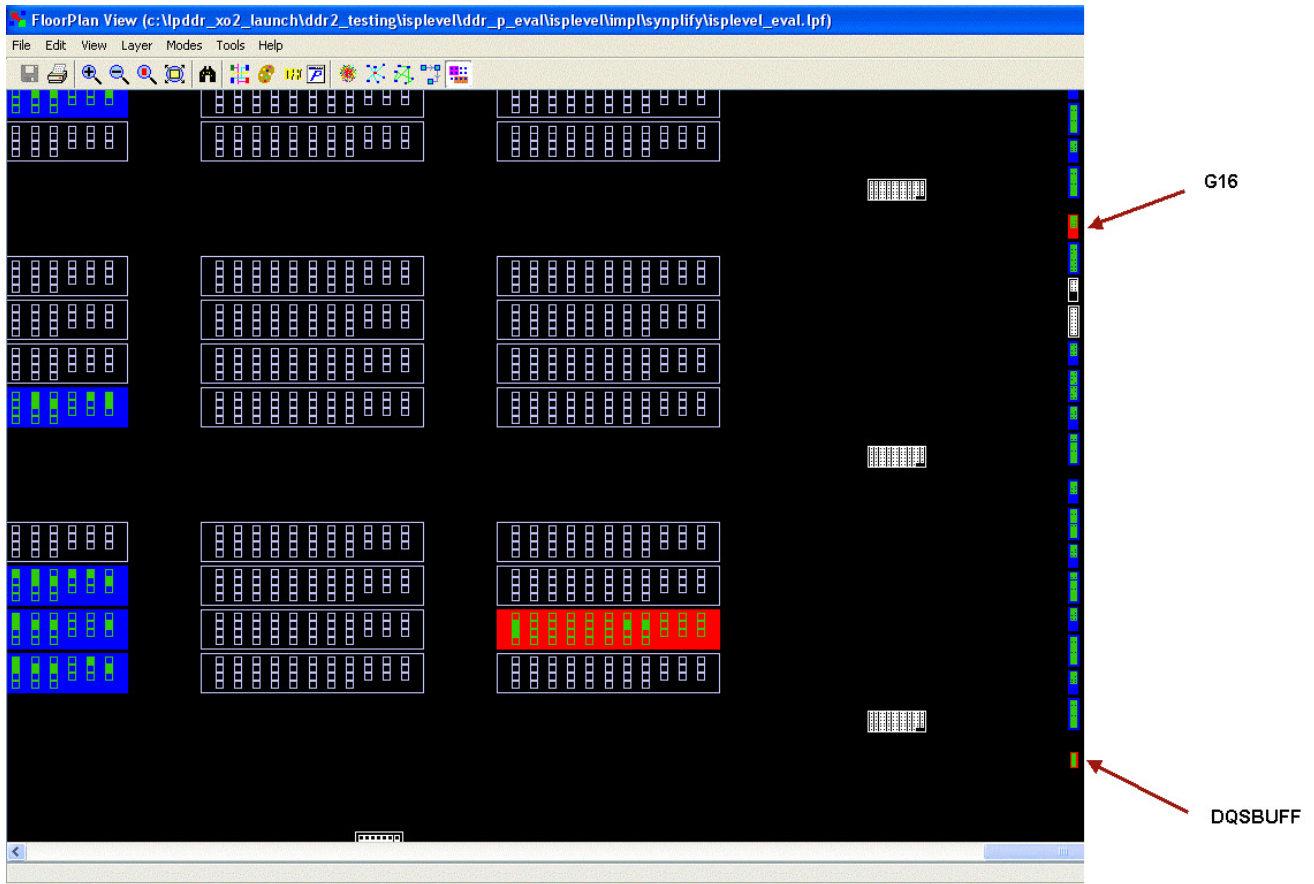 FloorPlan View (c:\lpddr_xo2_launch\ddr2_testing\isplevel\ddr_p_eval\isplevel\impl\synplify\isplevel_eval.lpf)
File Edit View Layer Modes Tools Help
G16
DQSBUFF